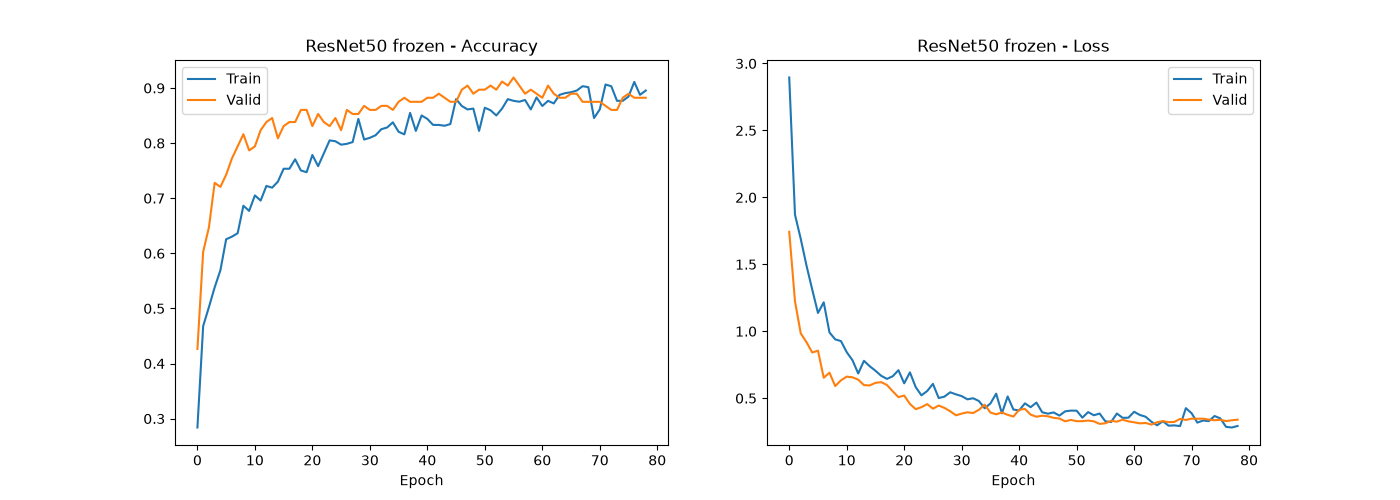 ResNet50 frozen - Accuracy
Train
Valid
0.9
0.8
0.7
0.6
0.5
0.4
0.3
0 10 20 30 40 50 60 70 80
Epoch
ResNet50 frozen - Loss
Train
Valid
3.0
2.5
2.0
1.5
1.0
0.5
0 10 20 30 40 50 60 70 80
Epoch